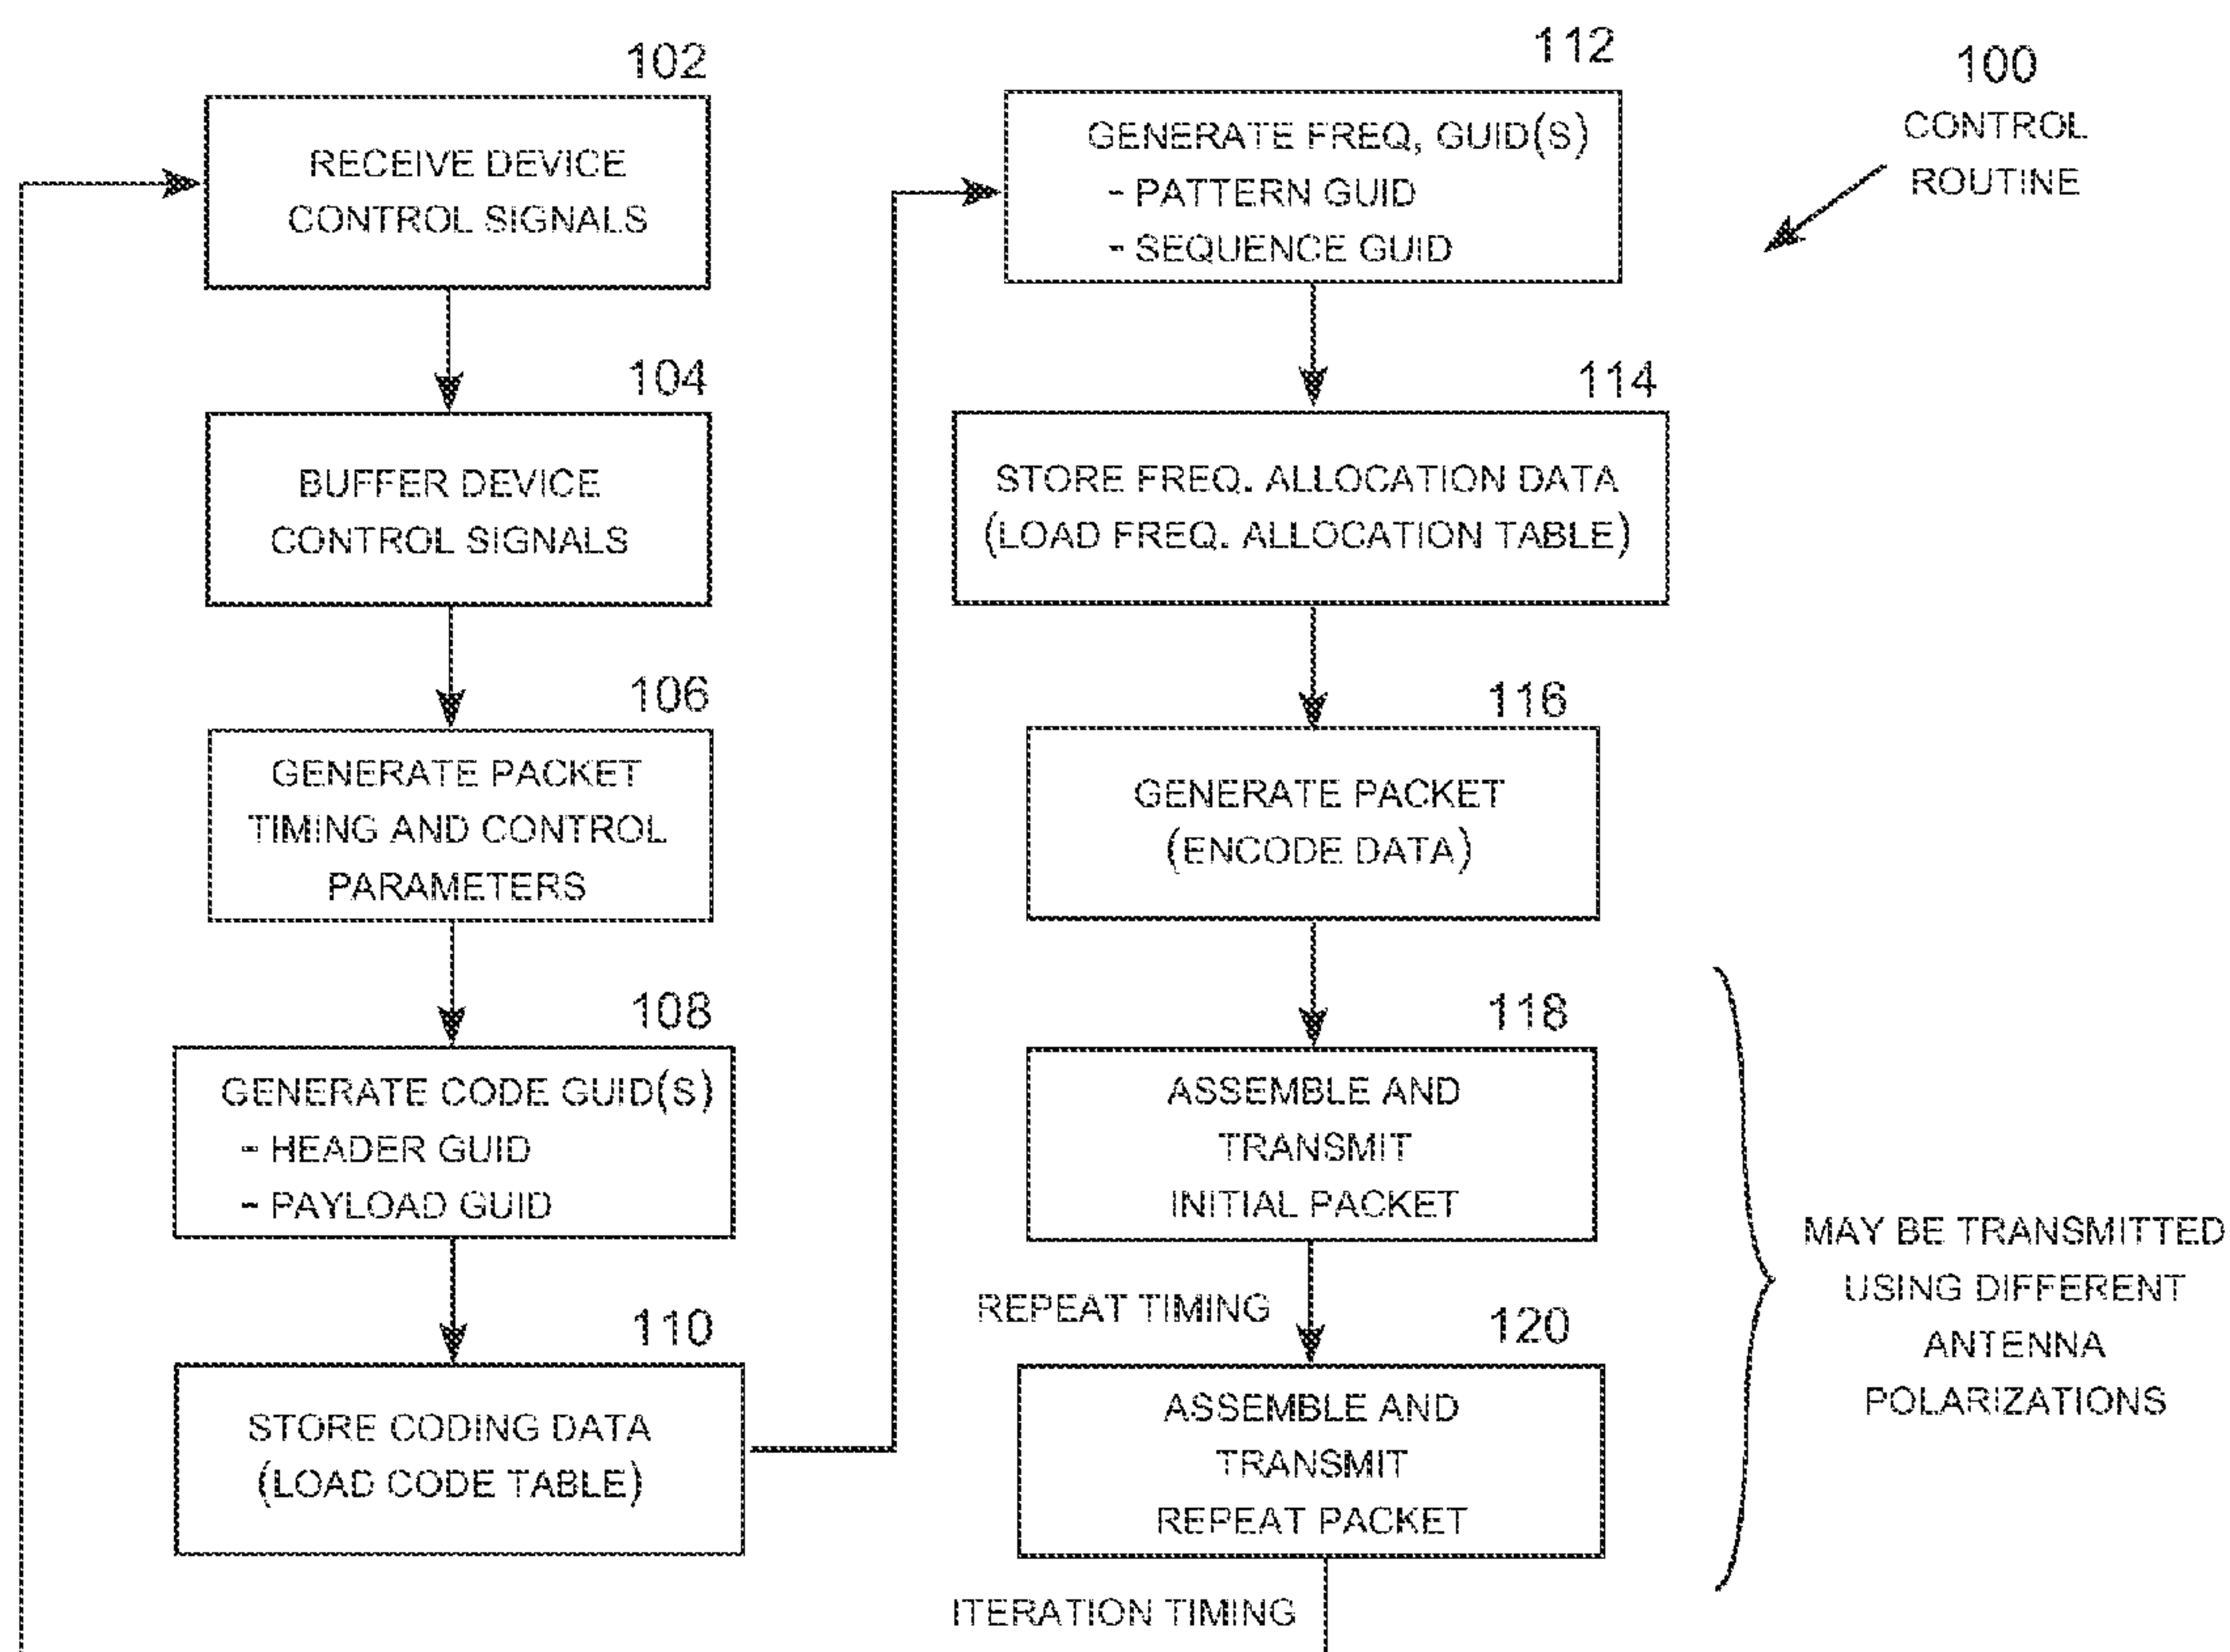 102
RECEIVE DEVICE
CONTROL SIGNALS
104
BUFFER DEVICE
CONTROL SIGNALS
106
GENERATE PACKET
TIMING AND CONTROL
PARAMETERS
108
GENERATE CODE GUID(S)
- HEADER GUID
- PAYLOAD GUID
110
STORE CODING DATA
(LOAD CODE TABLE)
112
GENERATE FREQ, GUID(S)
- PATTERN GUID
- SEQUENCE GUID
114
STORE FREQ. ALLOCATION DATA
(LOAD FREQ. ALLOCATION TABLE)
116
GENERATE PACKET
(ENCODE DATA)
118
ASSEMBLE AND
TRANSMIT
INITIAL PACKET
REPEAT TIMING
120
ASSEMBLE AND
TRANSMIT
REPEAT PACKET
ITERATION TIMING
100
CONTROL
ROUTINE
MAY BE TRANSMITTED
USING DIFFERENT
ANTENNA
POLARIZATIONS